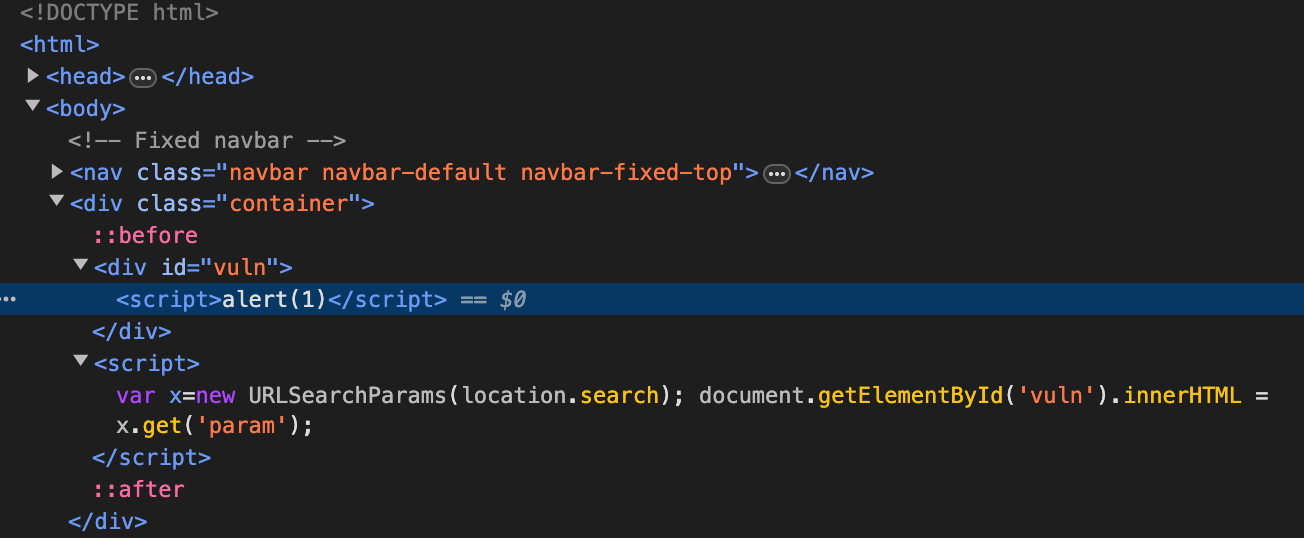 <!DOCTYPE html>
<html>
<head>…</head>
<body>
<!-- Fixed navbar -->
<nav class="navbar navbar-default navbar-fixed-top">…</nav>
<div class="container">
::before
<div id="vuln">
<script>alert(1)</script> == $0
</div>
<script>
var x=new URLSearchParams(location.search); document.getElementById('vuln').innerHTML =
x.get('param');
</script>
::after
</div>